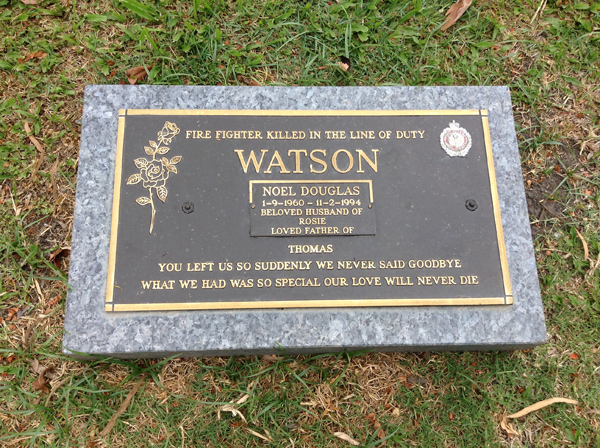 FIRE FIGHTER KILLED IN THE LINE OF DUTY
WATSON
NOEL DOUGLAS
1-9-1960 - 11-2-1994
BELOVED HUSBAND OF
ROSIE
LOVED FATHER OF
THOMAS
YOU LEFT US SO SUDDENLY WE NEVER SAID GOODBYE
WHAT WE HAD WAS SO SPECIAL OUR LOVE WILL NEVER DIE